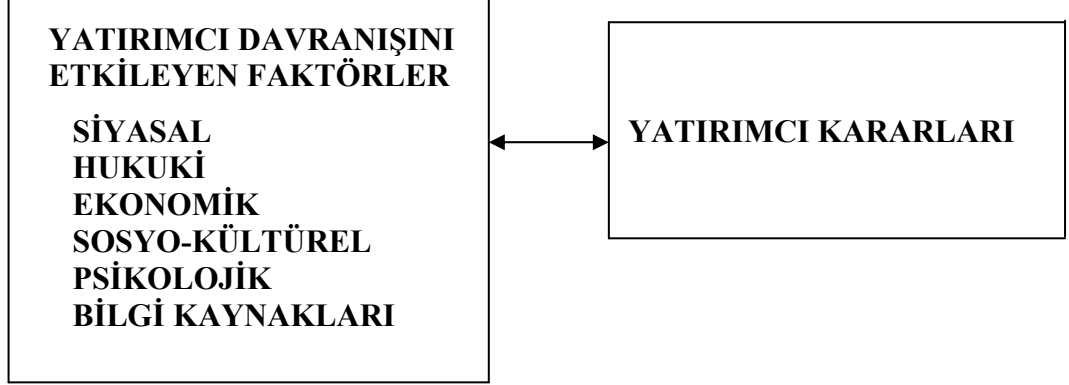 YATIRIMCI DAVRANIŞINI
ETKİLEYEN FAKTÖRLER
SİYASAL
HUKUKİ
EKONOMİK
SOSYO-KÜLTÜREL
PSİKOLOJİK
BİLGİ KAYNAKLARI
YATIRIMCI KARARLARI